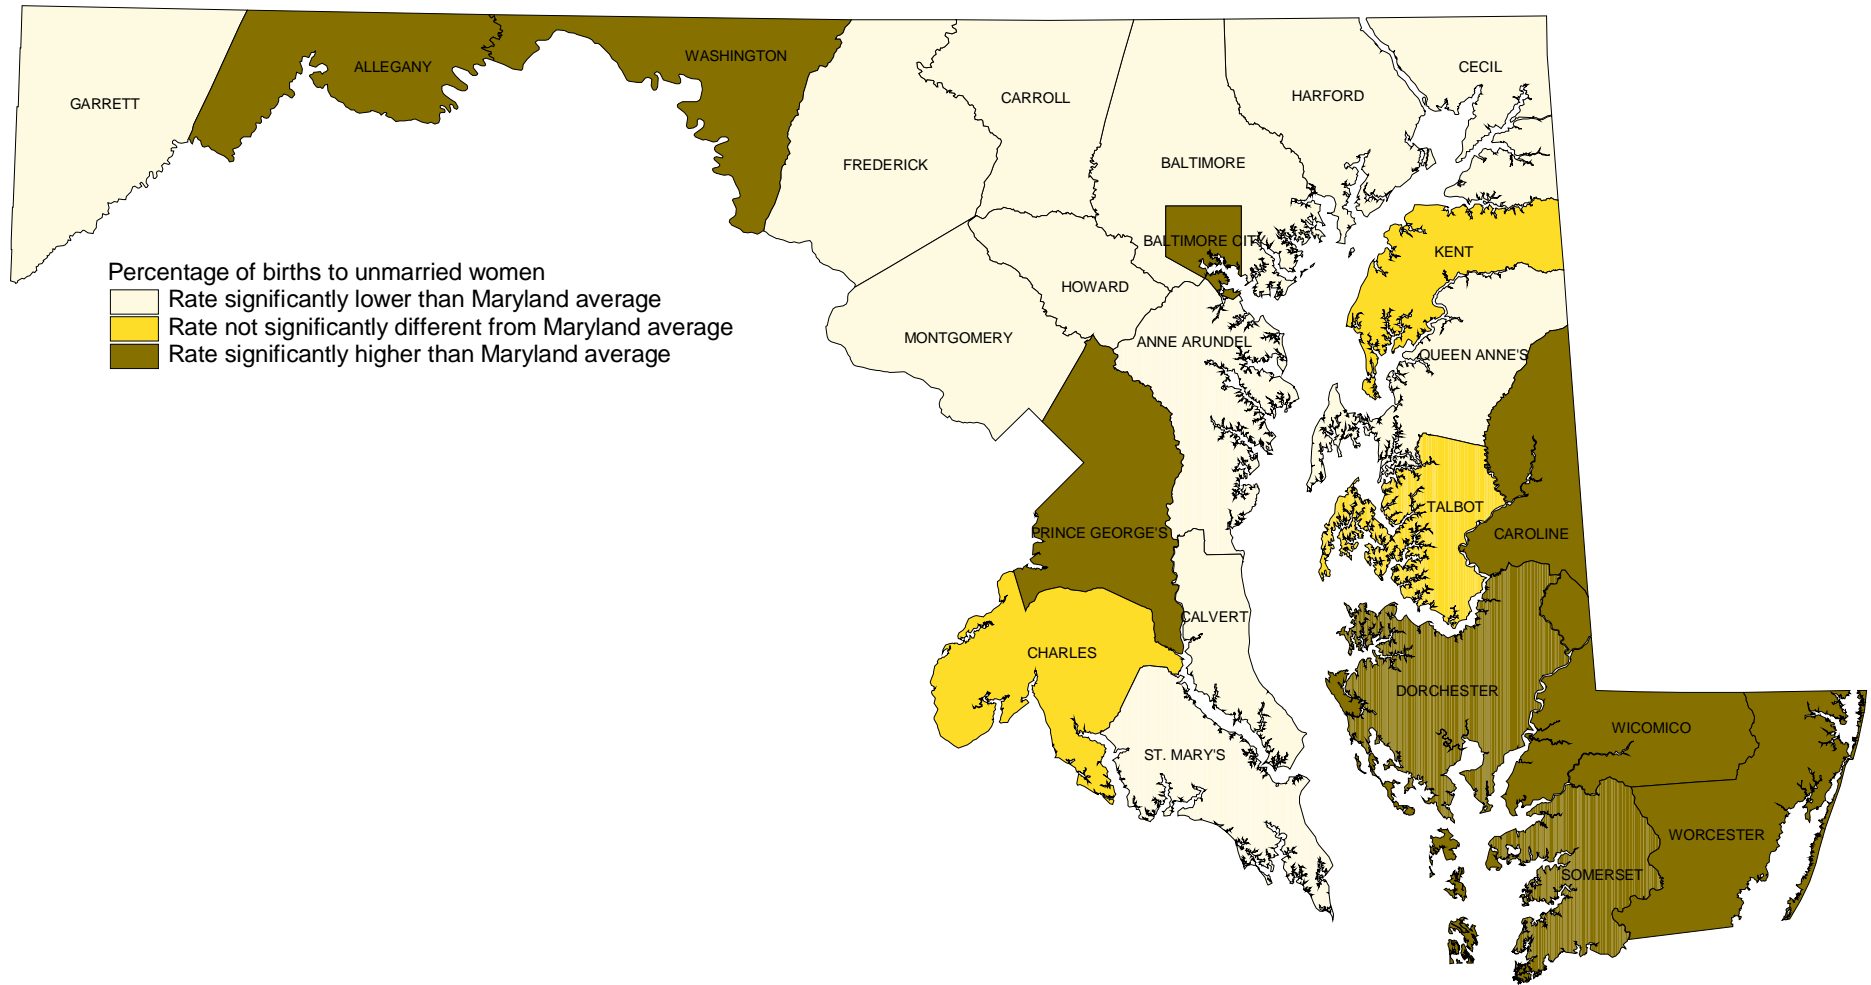 WASHINGTON
ALLEGANY
CECIL
GARRETT
CARROLL
HARFORD
FREDERICK
BALTIMORE
BALTIMORE CITY
KENT
Percentage of births to unmarried women
Rate significantly lower than Maryland average
Rate not significantly different from Maryland average
Rate significantly higher than Maryland average
HOWARD
MONTGOMERY
ANNE ARUNDEL
QUEEN ANNE'S
TALBOT
PRINCE GEORGE'S
CAROLINE
CALVERT
CHARLES
DORCHESTER
WICOMICO
ST. MARY'S
WORCESTER
SOMERSET